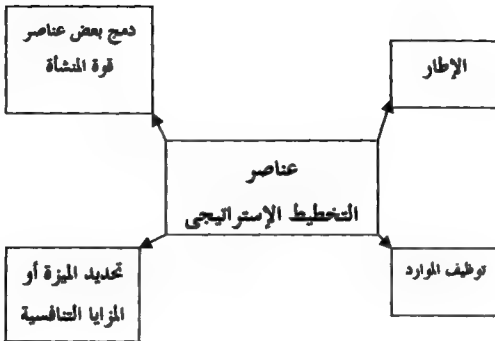 دمج بعض عناصر
قوة المنشأة
الإطار
عناصر
التخطيط الإستراتيجى
تحديد الميزة أو
المزايا التنافسية
توظيف الموارد